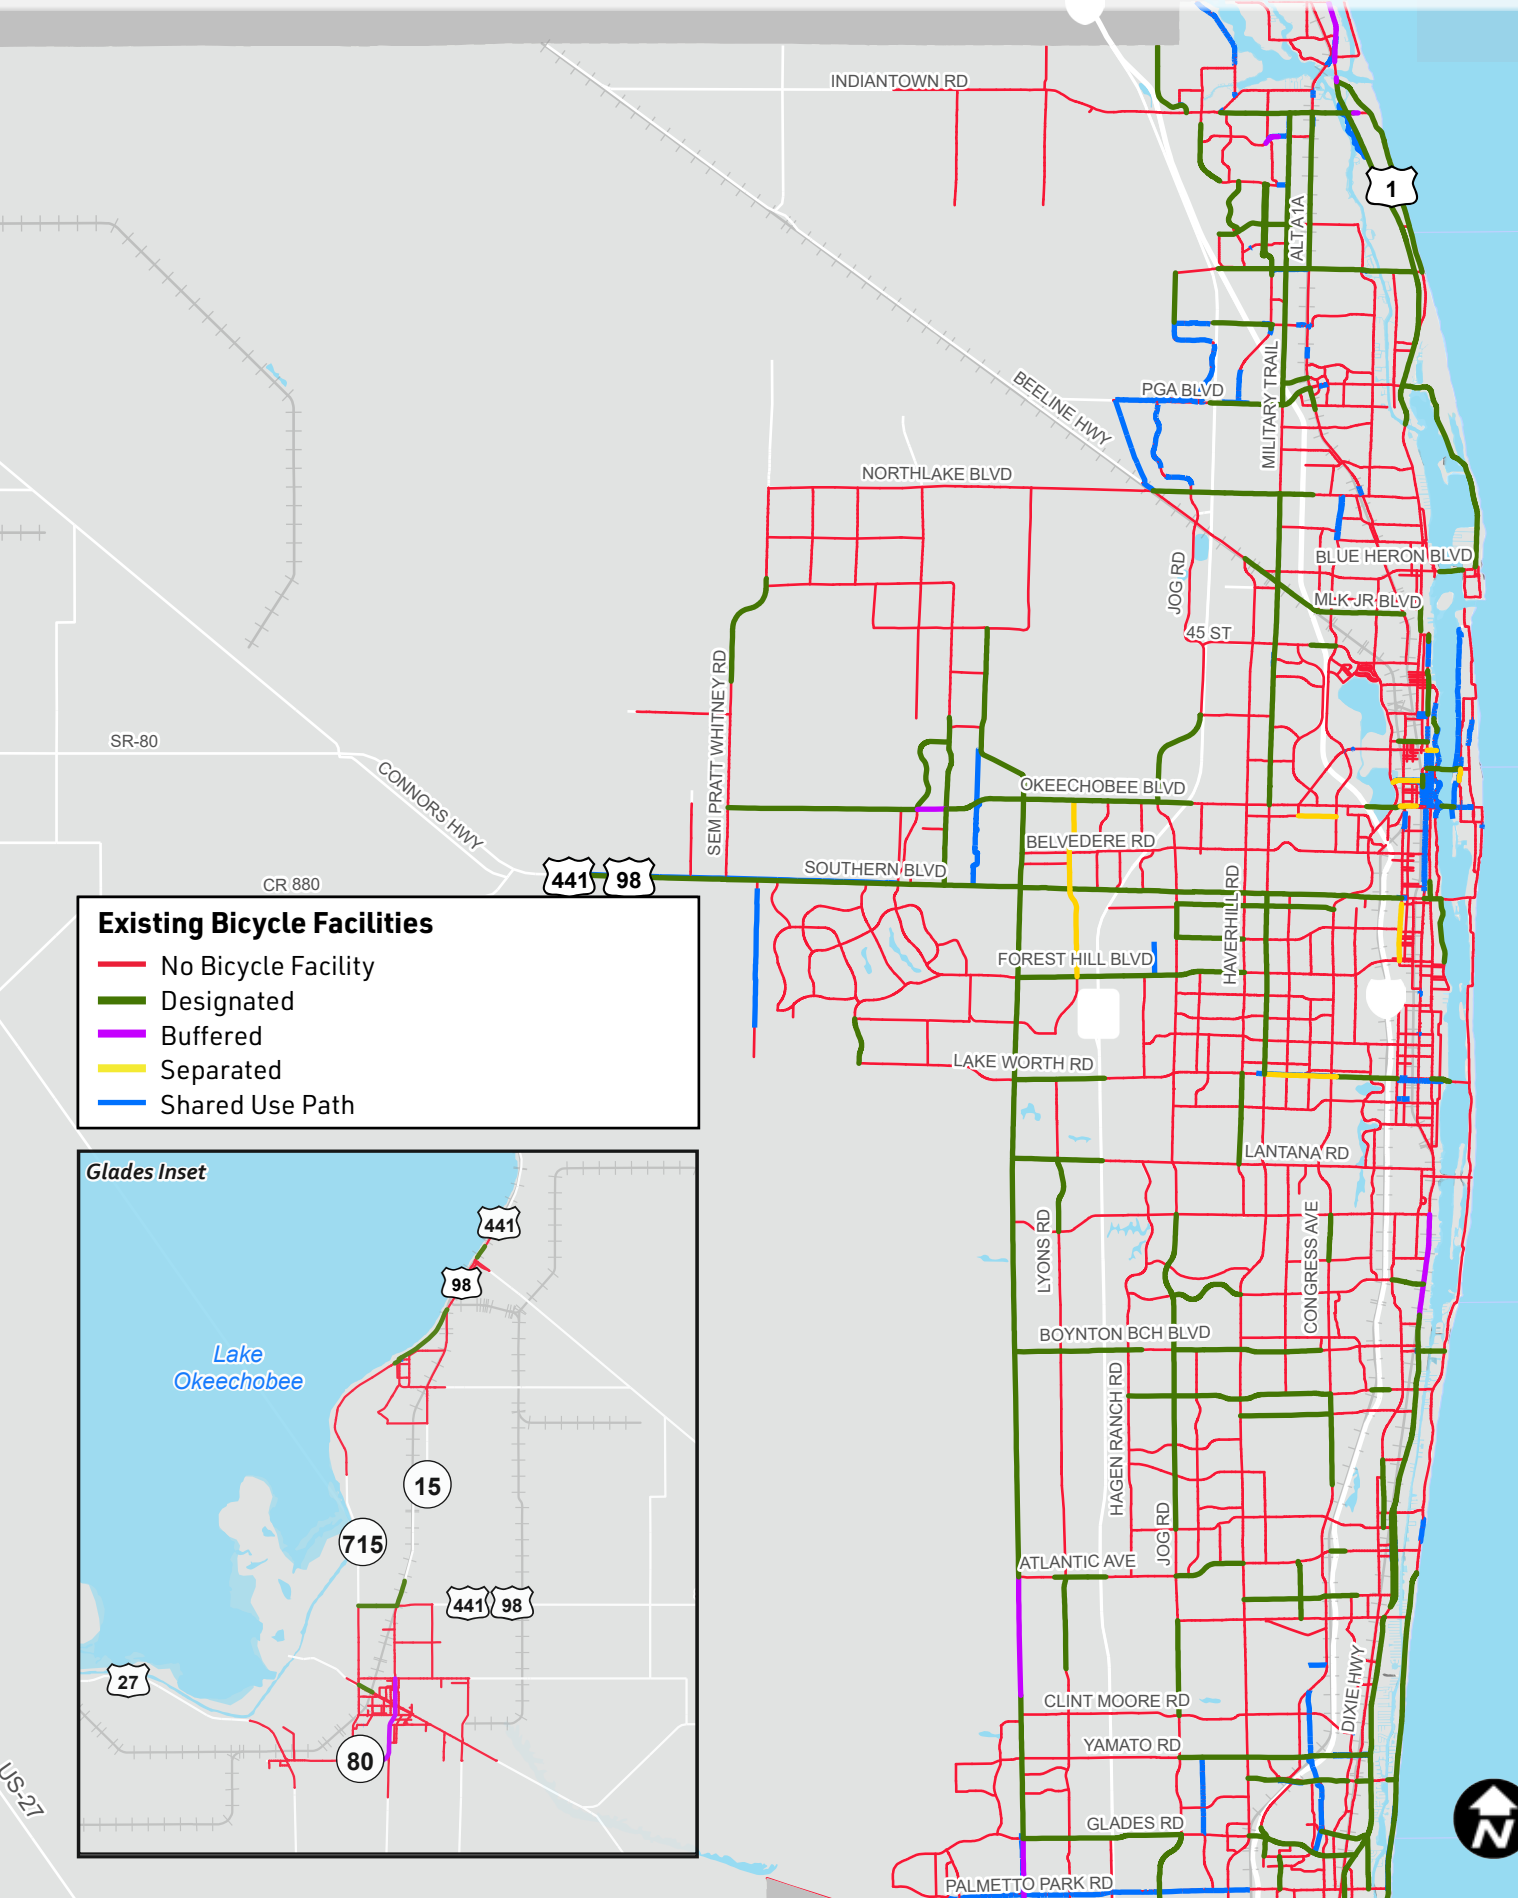 INDIANTOWN RD
1
ALT A1A
BEELINE HWY
PGA BLVD
MILITARY TRAIL
NORTHLAKE BLVD
JOG RD
BLUE HERON BLVD
MLK JR BLVD
45 ST
SEM PRATT WHITNEY RD
SR-80
CONNORS HWY
OKEECHOBEE BLVD
BELVEDERE RD
SOUTHERN BLVD
441
98
CR 880
HAVERHILL RD
FOREST HILL BLVD
LAKE WORTH RD
LANTANA RD
LYONS RD
CONGRESS AVE
BOYNTON BCH BLVD
HAGEN RANCH RD
JOG RD
ATLANTIC AVE
DIXIE HWY
CLINT MOORE RD
YAMATO RD
GLADES RD
PALMETTO PARK RD
US-27
N
Existing Bicycle Facilities
No Bicycle Facility
Designated
Buffered
Separated
Shared Use Path
Glades Inset
441
98
Lake
Okeechobee
15
715
441
98
27
80